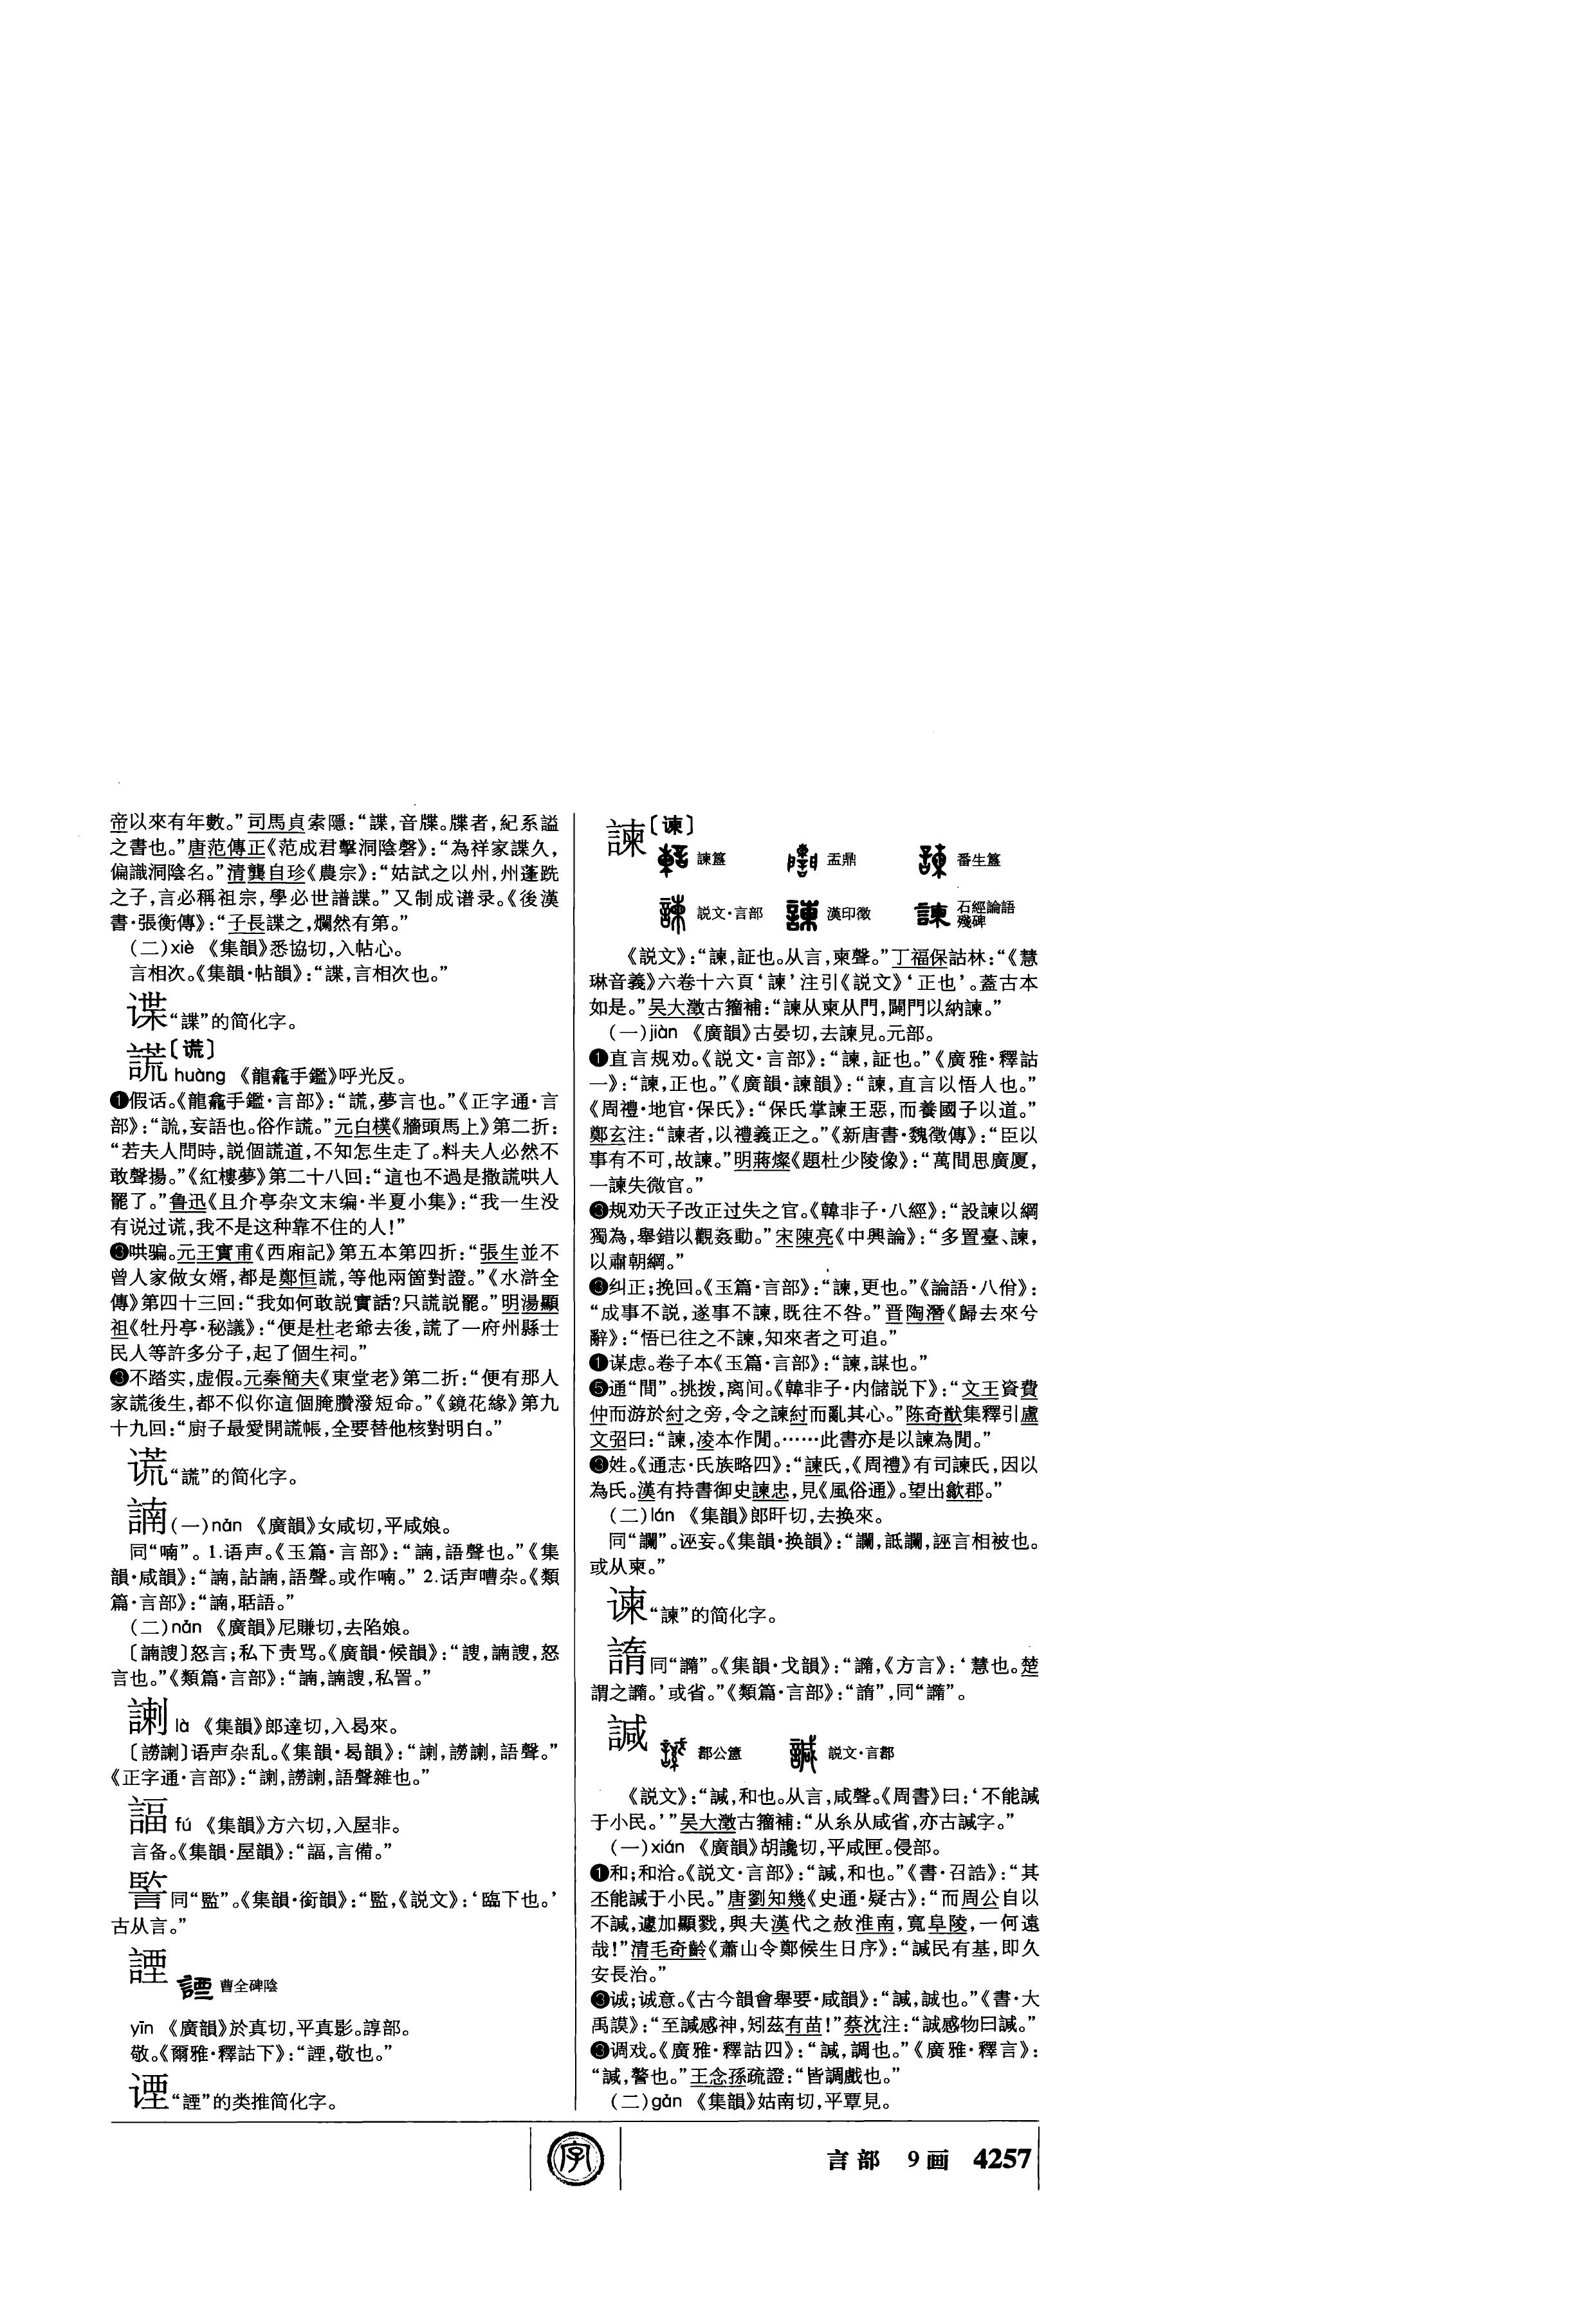 帝以來有年數。”司馬貞索隱：“諜，音牒。牒者，紀系謚
之書也。”唐范傳正《范成君擊洞陰磬》：“為祥家諜久，
偏識洞陰名。”清龔自珍《農宗》：“姑試之以州，州蓬跣
之子，言必稱祖宗，學必世譜諜。”又制成谱录。《後漢
書·張衡傳》：“子長諜之，爛然有第。”
（二）xiè 《集韻》悉協切，入帖心。
言相次。《集韻·帖韻》：“諜，言相次也。”
谍“諜”的简化字。
謊〔谎〕
huàng 《龍龕手鑑》呼光反。
❶假话。《龍龕手鑑·言部》：“謊，夢言也。”《正字通·言
部》：“詤，妄語也。俗作謊。”元白樸《牆頭馬上》第二折：
“若夫人問時，説個謊道，不知怎生走了。料夫人必然不
敢聲揚。”《紅樓夢》第二十八回：“這也不過是撒謊哄人
罷了。”鲁迅《且介亭杂文末编·半夏小集》：“我一生没
有说过谎，我不是这种靠不住的人！”
❸哄骗。元王實甫《西廂記》第五本第四折：“張生並不
曾人家做女婿，都是鄭恒謊，等他兩箇對證。”《水滸全
傳》第四十三回：“我如何敢説實話？只謊説罷。”明湯顯
祖《牡丹亭·秘議》：“便是杜老爺去後，謊了一府州縣士
民人等許多分子，起了個生祠。”
❸不踏实，虚假。元秦簡夫《東堂老》第二折：“便有那人
家謊後生，都不似你這個腌臢潑短命。”《鏡花緣》第九
十九回：“厨子最愛開謊帳，全要替他核對明白。”
谎“謊”的简化字。
諵（一）nǎn 《廣韻》女咸切，平咸娘。
同“喃”。1.语声。《玉篇·言部》：“諵，語聲也。”《集
韻·咸韻》：“諵，詀諵，語聲。或作喃。”2.话声嘈杂。《類
篇·言部》：“諵，聒語。”
（二）nǎn 《廣韻》尼賺切，去陷娘。
〔諵謏〕怒言；私下责骂。《廣韻·候韻》：“謏，諵謏，怒
言也。”《類篇·言部》：“諵，諵謏，私詈。”
謝 là 《集韻》郎達切，入曷來。
〔謗𧩲〕语声杂乱。《集韻·曷韻》：“𧩲，謗𧩲，語聲。”
《正字通·言部》：“𧩲，謗𧩲，語聲雜也。”
諨 fú 《集韻》方六切，入屋非。
言备。《集韻·屋韻》：“諨，言備。”
同“監”。《集韻·銜韻》：“監，《説文》：‘臨下也。’
古从言。”
諲 諲 曹全碑陰
yīn 《廣韻》於真切，平真影。諄部。
敬。《爾雅·釋詁下》：“諲，敬也。”
𬤇“諲”的类推简化字。
諫〔谏〕
諫簋 盂鼎 番生簋
説文·言部 漢印徵 石經論語
殘碑
《説文》：“諫，証也。从言，柬聲。”丁福保詁林：“《慧
琳音義》六卷十六頁‘諫’注引《説文》‘正也’。蓋古本
如是。”吴大澂古籀補：“諫从柬从門，闢門以納諫。”
（一）jiàn 《廣韻》古晏切，去諫見。元部。
❶直言规劝。《説文·言部》：“諫，証也。”《廣雅·釋詁
一》：“諫，正也。”《廣韻·諫韻》：“諫，直言以悟人也。”
《周禮·地官·保氏》：“保氏掌諫王惡，而養國子以道。”
鄭玄注：“諫者，以禮義正之。”《新唐書·魏徵傳》：“臣以
事有不可，故諫。”明蔣燦《題杜少陵像》：“萬間思廣厦，
一諫失微官。”
❸规劝天子改正过失之官。《韓非子·八經》：“設諫以綱
獨為，舉錯以觀姦動。”宋陳亮《中興論》：“多置臺、諫，
以肅朝綱。”
❸纠正；挽回。《玉篇·言部》：“諫，更也。”《論語·八佾》：
“成事不説，遂事不諫，既往不咎。”晋陶潛《歸去來兮
辭》：“悟已往之不諫，知來者之可追。”
❶谋虑。卷子本《玉篇·言部》：“諫，謀也。”
❺通“間”。挑拨，离间。《韓非子·内儲説下》：“文王資費
仲而游於紂之旁，令之諫紂而亂其心。”陈奇猷集釋引盧
文弨曰：“諫，凌本作閒。……此書亦是以諫為閒。”
❸姓。《通志·氏族略四》：“諫氏，《周禮》有司諫氏，因以
為氏。漢有持書御史諫忠，見《風俗通》。望出歙郡。”
（二）lán 《集韻》郎旰切，去换來。
同“讕”。诬妄。《集韻·换韻》：“讕，詆讕，誣言相被也。
或从柬。”
谏“諫”的简化字。
同“䜐”。《集韻·戈韻》：“䜐，《方言》：‘慧也。楚
謂之䜐。’或省。”《類篇·言部》：“䜏”，同“䜐”。
諴 郡公簠 説文·言部
《説文》：“諴，和也。从言，咸聲。《周書》曰：‘不能諴
于小民。’”吴大澂古籀補：“从糸从咸省，亦古諴字。”
（一）xián 《廣韻》胡讒切，平咸匣。侵部。
❶和；和洽。《説文·言部》：“諴，和也。”《書·召誥》：“其
丕能諴于小民。”唐劉知幾《史通·疑古》：“而周公自以
不諴，遽加顯戮，與夫漢代之赦淮南，寬阜陵，一何遠
哉！”清毛奇齡《蕭山令鄭候生日序》：“諴民有基，即久
安長治。”
❸诚；诚意。《古今韻會舉要·咸韻》：“諴，誠也。”《書·大
禹謨》：“至諴感神，矧茲有苗！”蔡沈注：“誠感物曰諴。”
❸调戏。《廣雅·釋詁四》：“諴，調也。”《廣雅·釋言》：
“諴，謷也。”王念孫疏證：“皆調戲也。”
（二）gǎn 《集韻》姑南切，平覃見。
字
言部 9画 4257